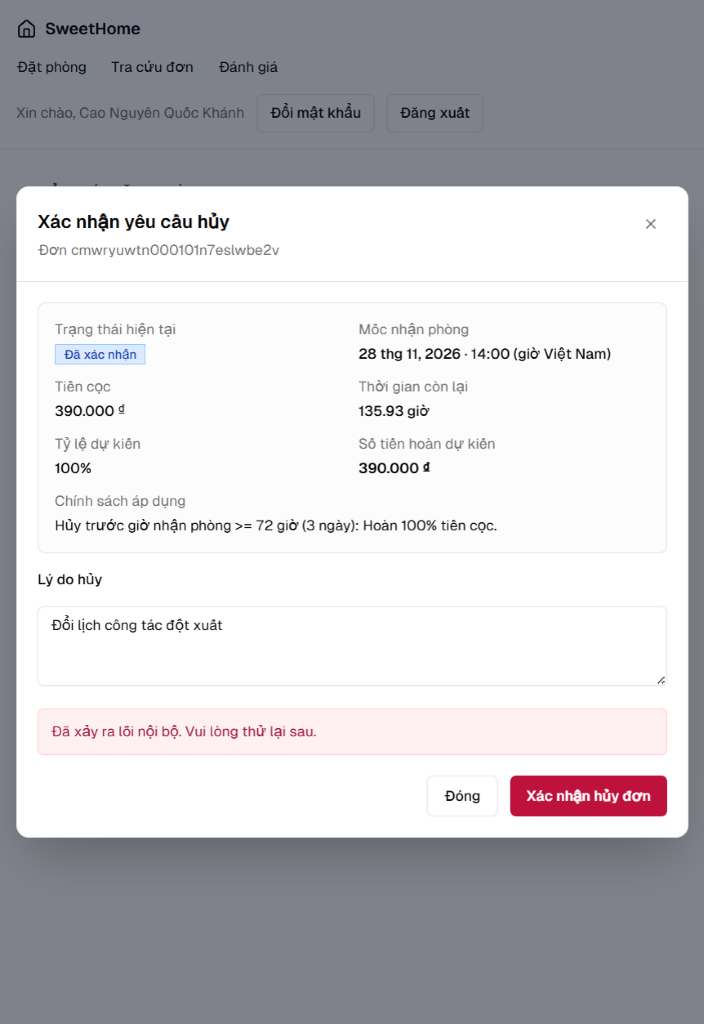 SweetHome
Đặt phòng Tra cứu đơn Đánh giá
Xin chào, Cao Nguyên Quốc Khánh Đổi mật khẩu Đăng xuất
Xác nhận yêu cầu hủy
Đơn cmwryuwtn000101n7eslwbe2v
Trạng thái hiện tại
Đã xác nhận
Mốc nhận phòng
28 thg 11, 2026 · 14:00 (giờ Việt Nam)
Tiền cọc
390.000 ₫
Thời gian còn lại
135.93 giờ
Tỷ lệ dự kiến
100%
Số tiền hoàn dự kiến
390.000 ₫
Chính sách áp dụng
Hủy trước giờ nhận phòng >= 72 giờ (3 ngày): Hoàn 100% tiền cọc.
Lý do hủy
Đổi lịch công tác đột xuất
Đã xảy ra lỗi nội bộ. Vui lòng thử lại sau.
Đóng Xác nhận hủy đơn